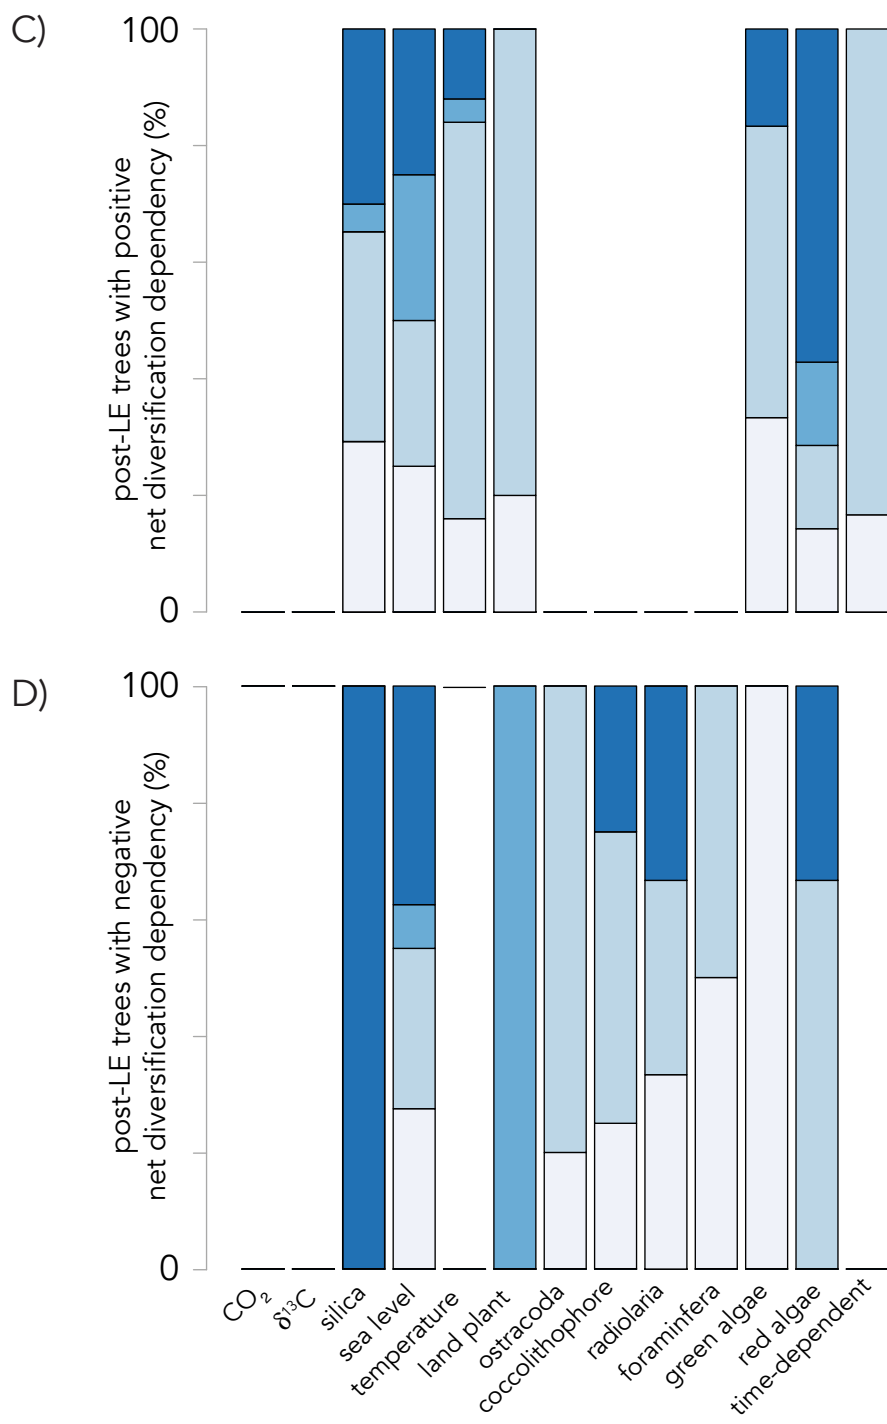 C)
100
post-LE trees with positive
net diversification dependency (%)
0
D)
100
post-LE trees with negative
net diversification dependency (%)
0
CO₂
δ¹³C
silica
sea level
temperature
land plant
ostracoda
coccolithophore
radiolaria
foraminfera
green algae
red algae
time-dependent